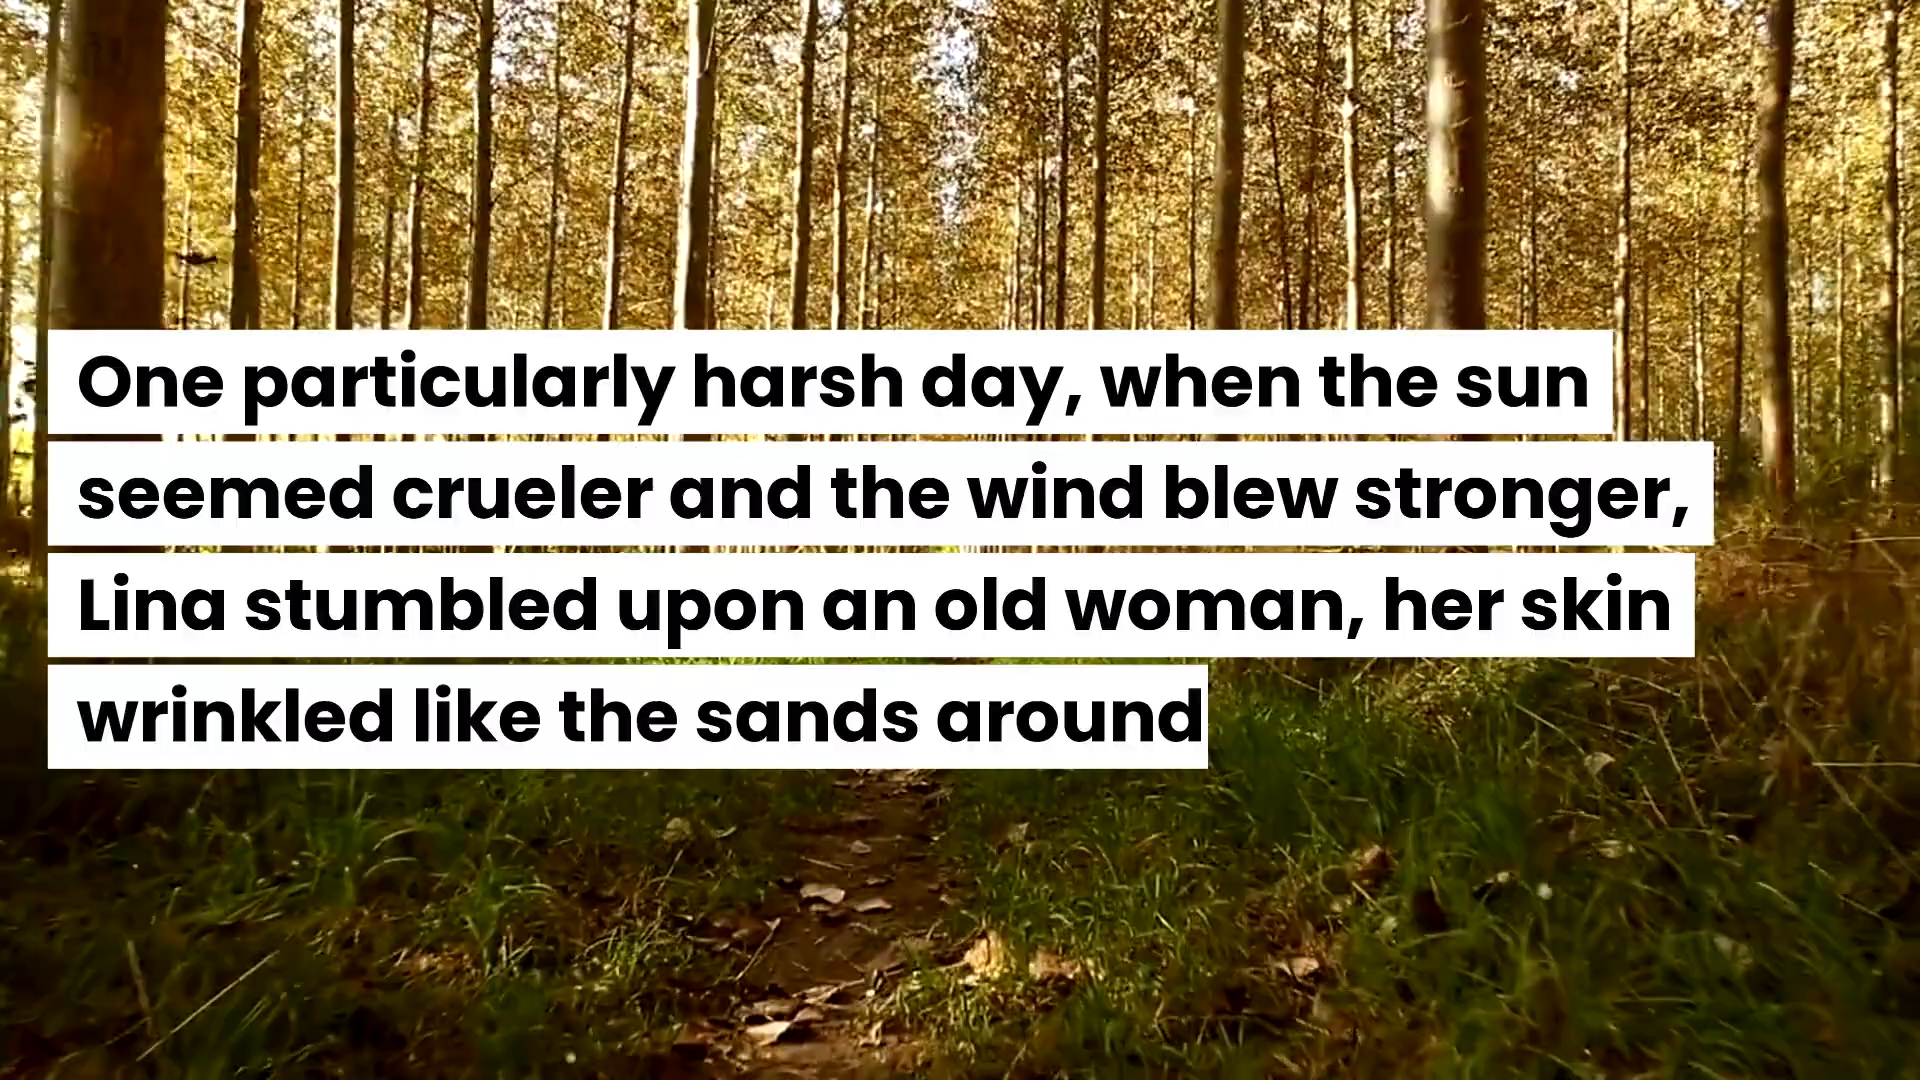 One particularly harsh day, when the sun
seemed crueler and the wind blew stronger,
Lina stumbled upon an old woman, her skin
wrinkled like the sands around